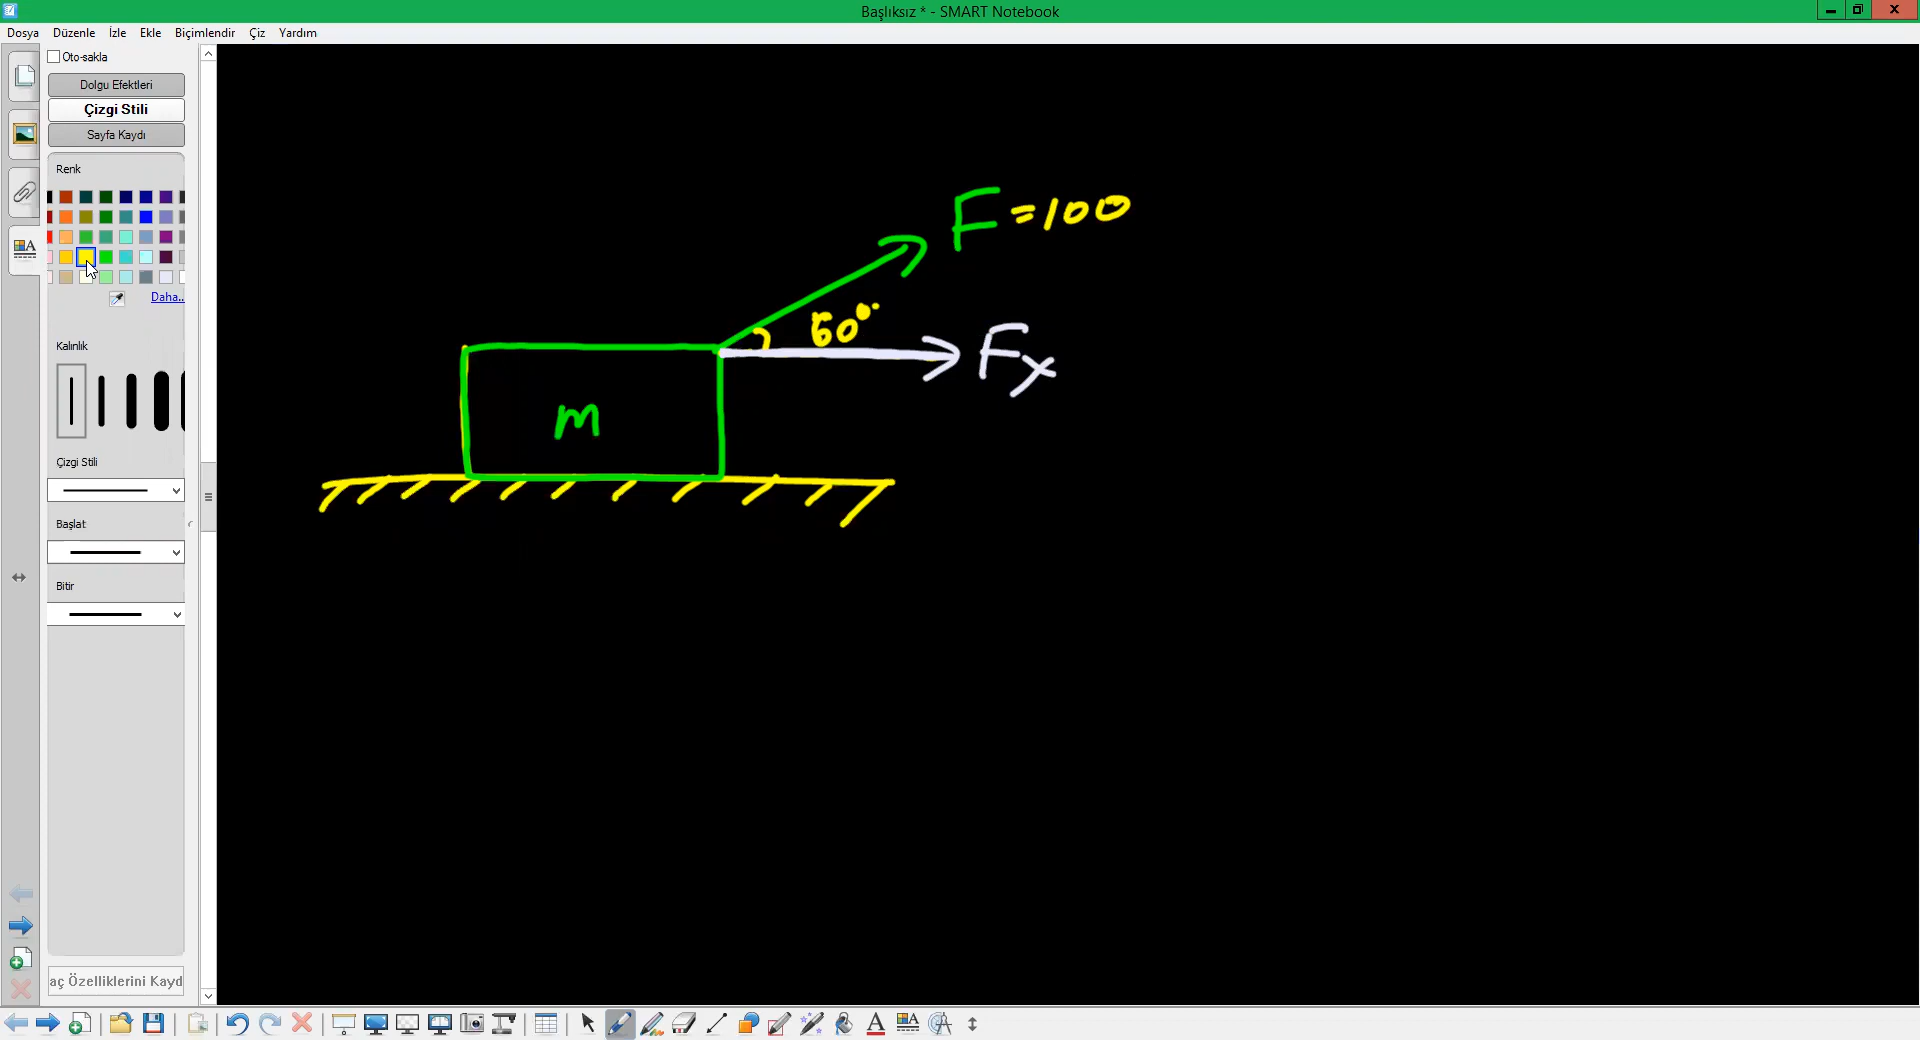 Başlıksız * - SMART Notebook
Dosya Düzenle İzle Ekle Biçimlendir Çiz Yardım
Oto-sakla
Dolgu Efektleri
Çizgi Stili
Sayfa Kaydı
Renk
Daha..
Kalınlık
Çizgi Stili
Başlat
Bitir
aç Özelliklerini Kayd
F = 100
60°
Fx
m